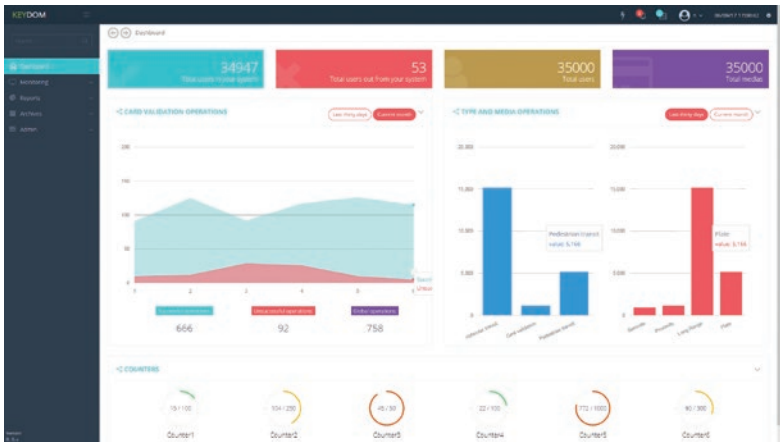 KEYDOM
Dashboard
Dashboard
Monitoring
Reports
Archives
Admin
34947
Total users in your system
53
Total users out from your system
35000
Total users
35000
Total medias
CARD VALIDATION OPERATIONS
Last thirty days
Current month
200
150
100
50
0
1
2
3
4
5
6
Successful operations
Unsuccessful operations
Global operations
666
92
758
TYPE AND MEDIA OPERATIONS
Last thirty days
Current month
20,000
15,000
10,000
5,000
0
Pedestrian transit
value: 5,166
Vehicular transit
Card validation
Pedestrian transit
20,000
15,000
10,000
5,000
0
Plate
value: 5,166
Proximity
Long Range
Plate
COUNTERS
15 / 100
Counter1
104 / 250
Counter2
45 / 50
Counter3
22 / 100
Counter4
772 / 1000
Counter5
90 / 300
Counter6